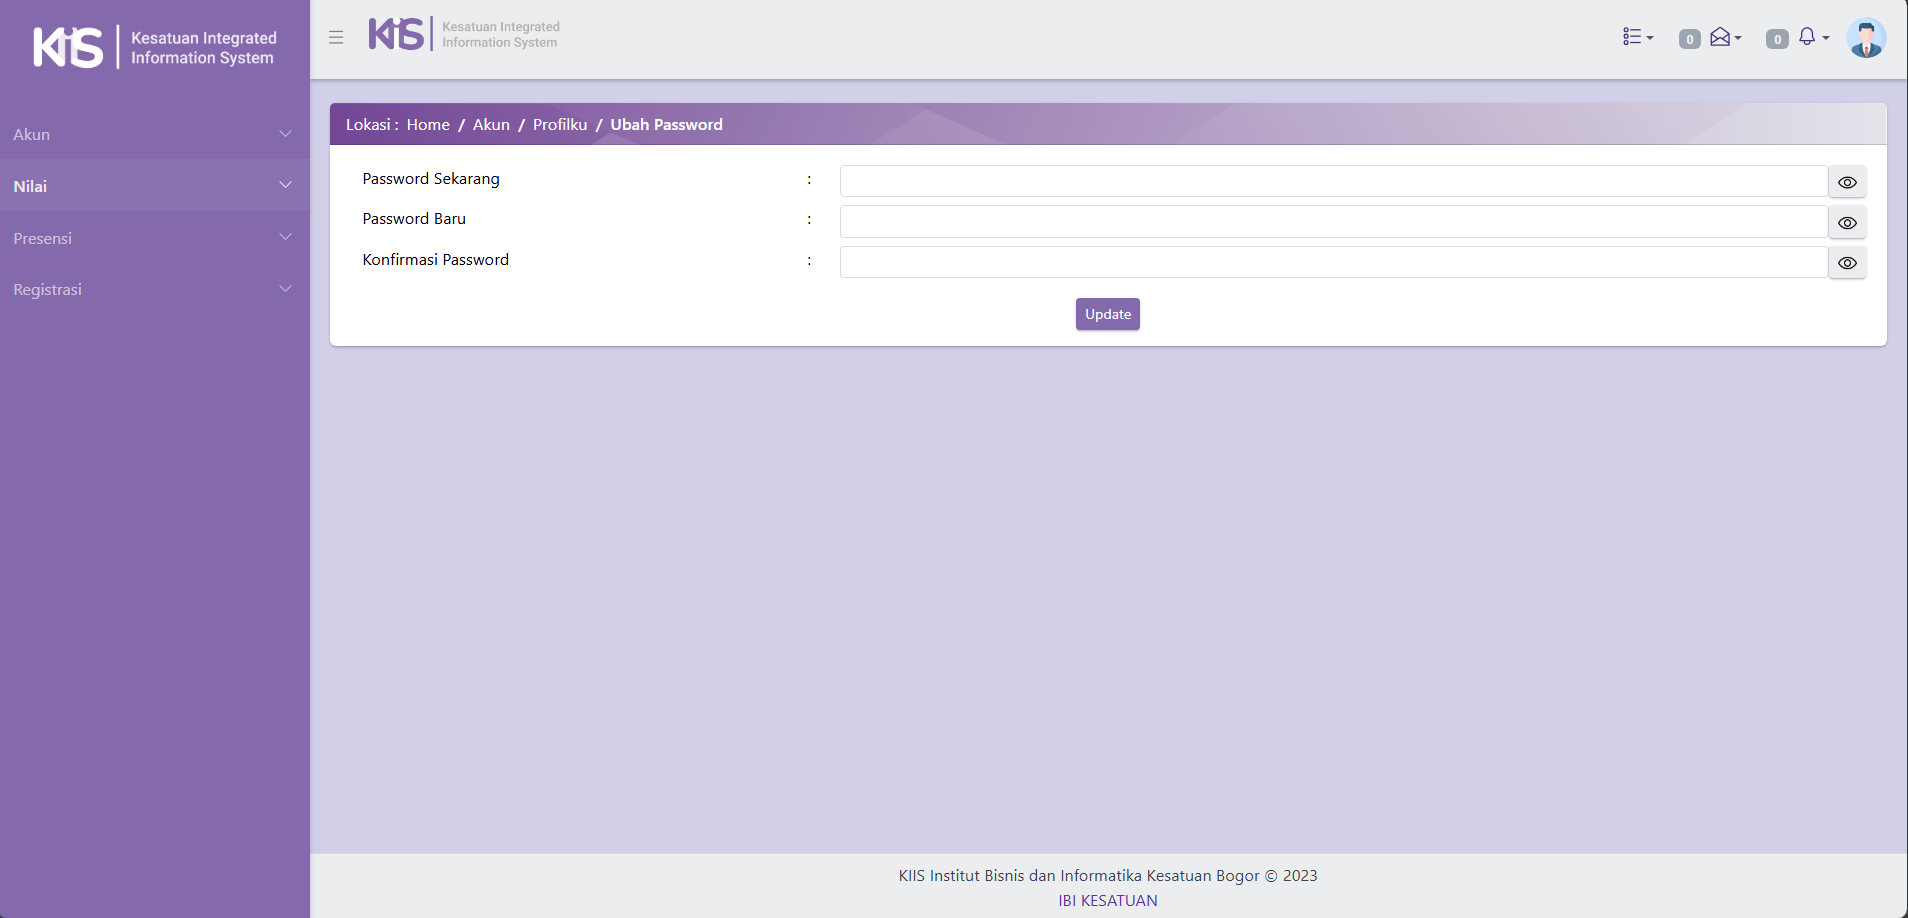 KIIS
Kesatuan Integrated
Information System
Akun
Nilai
Presensi
Registrasi
KIIS
Kesatuan Integrated
Information System
0
0
Lokasi : Home / Akun / Profilku / Ubah Password
Password Sekarang :
Password Baru :
Konfirmasi Password :
Update
KIIS Institut Bisnis dan Informatika Kesatuan Bogor © 2023
IBI KESATUAN